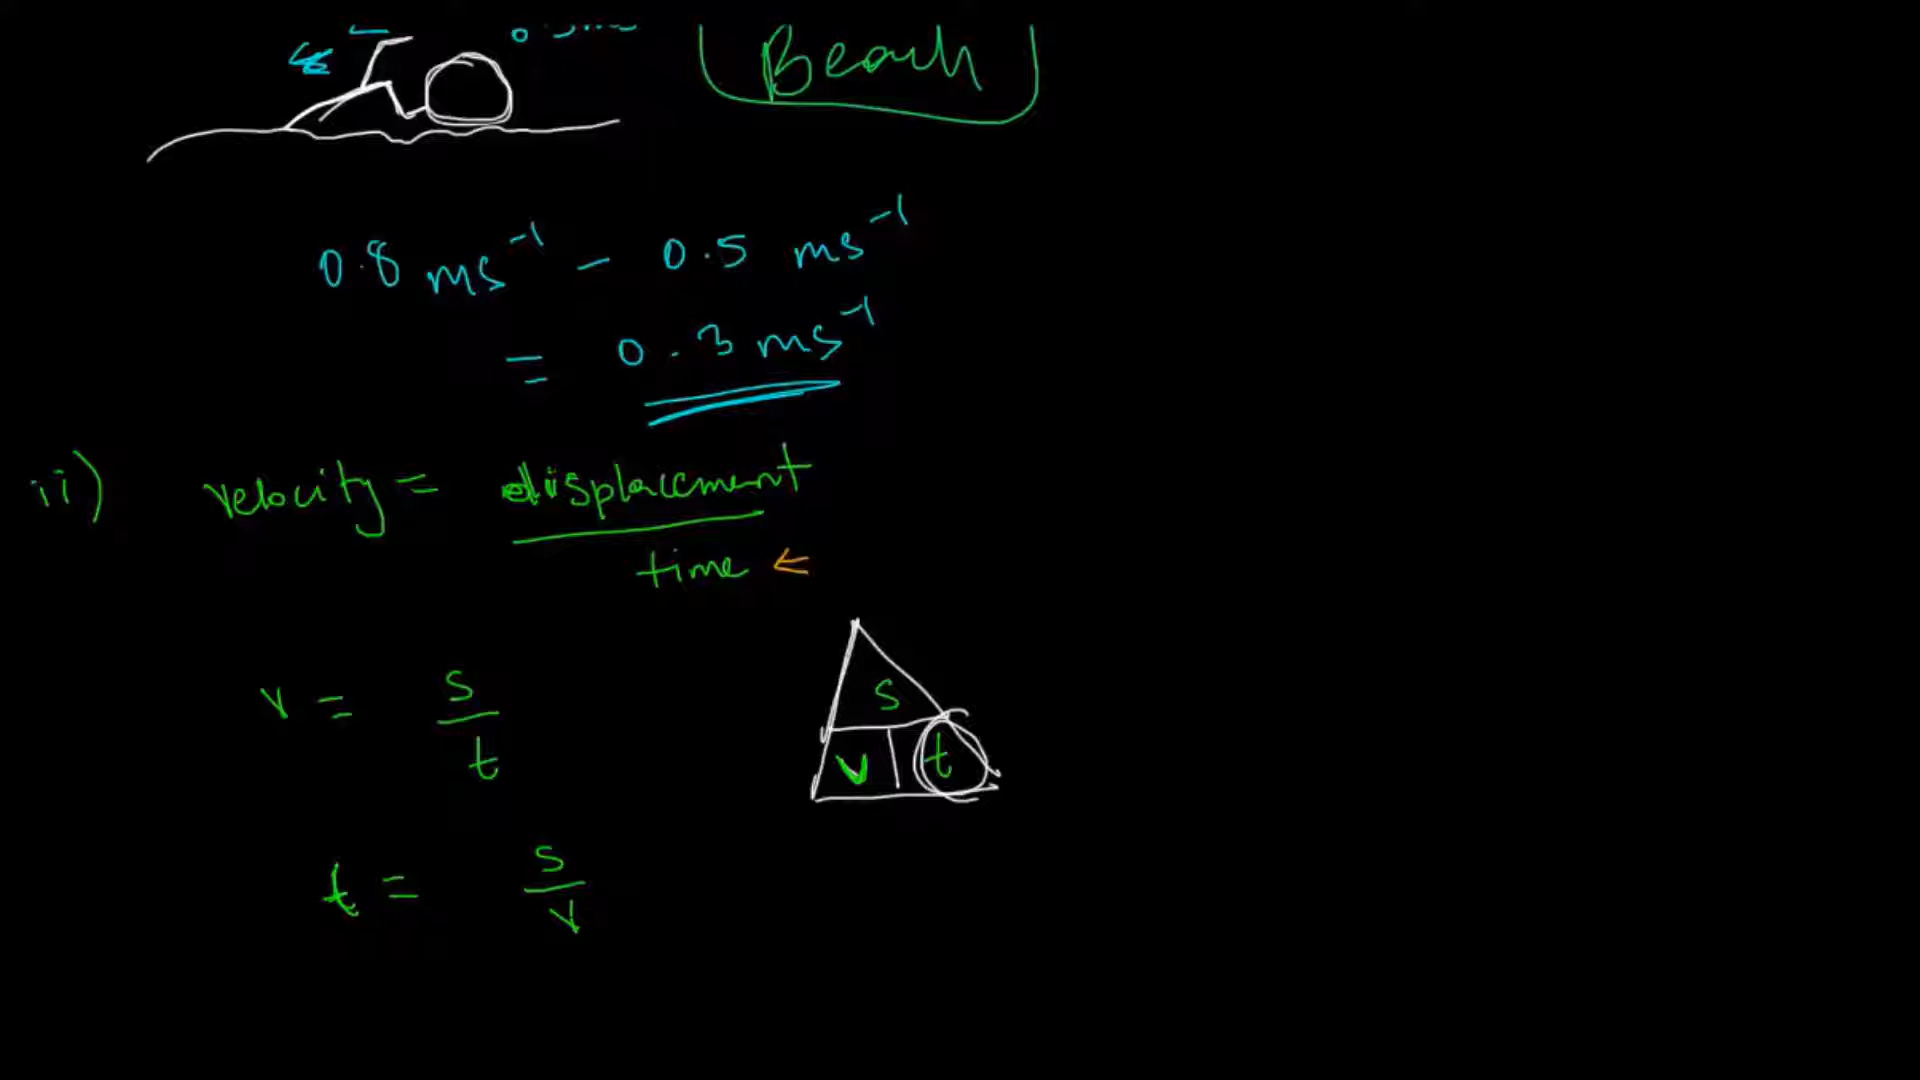 Beach
0.8 ms⁻¹ − 0.5 ms⁻¹
= 0.3 ms⁻¹
ii) velocity = displacement
time ←
s
v = s
t
v t
t = s
v